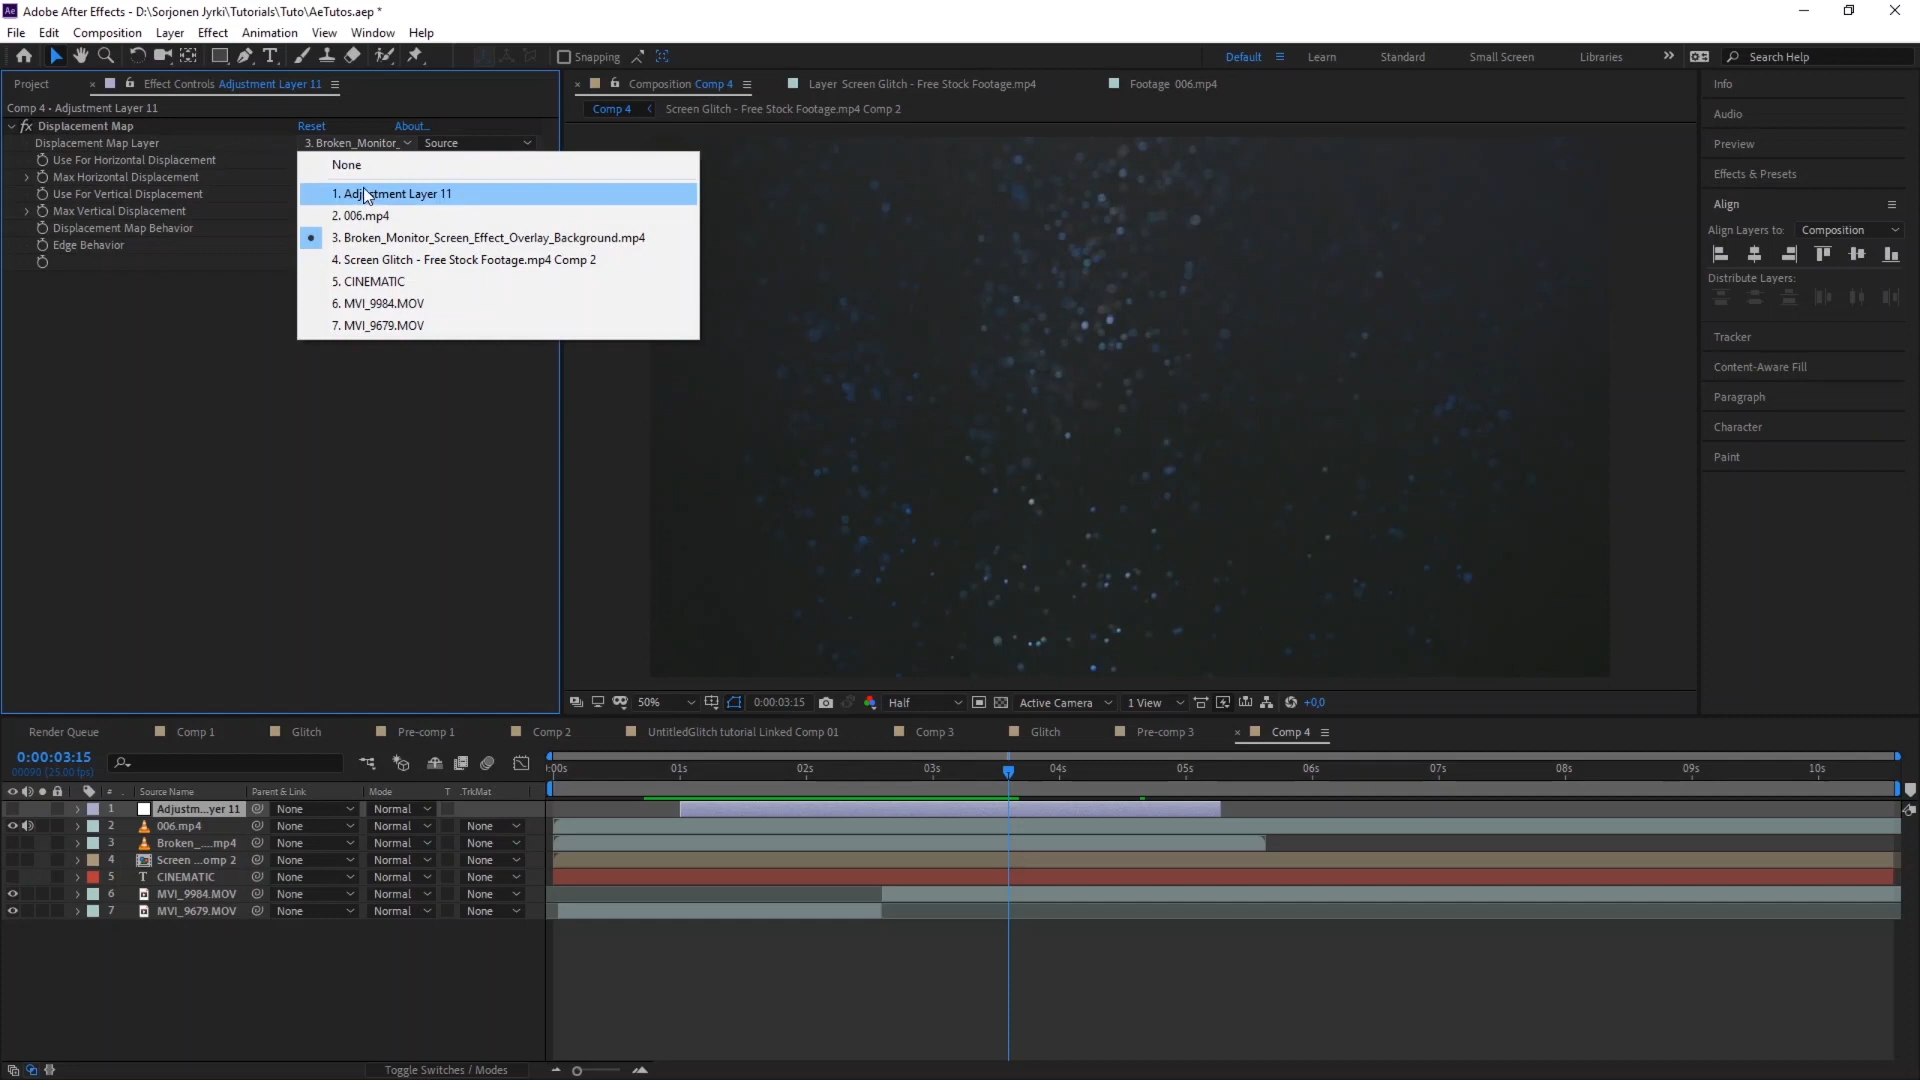 Ae Adobe After Effects - D:\Sorjonen Jyrki\Tutorials\Tuto\AeTutos.aep *
File Edit Composition Layer Effect Animation View Window Help
Snapping Default Learn Standard Small Screen Libraries Search Help
Project Effect Controls Adjustment Layer 11
Composition Comp 4 Layer Screen Glitch - Free Stock Footage.mp4 Footage 006.mp4
Comp 4 • Adjustment Layer 11
Comp 4 Screen Glitch - Free Stock Footage.mp4 Comp 2
fx Displacement Map Reset About...
Displacement Map Layer 3. Broken_Monitor_ Source
Use For Horizontal Displacement
Max Horizontal Displacement
Use For Vertical Displacement
Max Vertical Displacement
Displacement Map Behavior
Edge Behavior
None
1. Adjustment Layer 11
2. 006.mp4
3. Broken_Monitor_Screen_Effect_Overlay_Background.mp4
4. Screen Glitch - Free Stock Footage.mp4 Comp 2
5. CINEMATIC
6. MVI_9984.MOV
7. MVI_9679.MOV
Info
Audio
Preview
Effects & Presets
Align
Align Layers to: Composition
Distribute Layers:
Tracker
Content-Aware Fill
Paragraph
Character
Paint
50% 0:00:03:15 Half Active Camera 1 View +0,0
Render Queue Comp 1 Glitch Pre-comp 1 Comp 2 UntitledGlitch tutorial Linked Comp 01 Comp 3 Glitch Pre-comp 3 Comp 4
0:00:03:15
00090 (25.00 fps)
:00s 01s 02s 03s 04s 05s 06s 07s 08s 09s 10s
# Source Name Parent & Link Mode T .TrkMat
1 Adjustm...yer 11 None Normal
2 006.mp4 None Normal None
3 Broken_....mp4 None Normal None
4 Screen ...omp 2 None Normal None
5 T CINEMATIC None Normal None
6 MVI_9984.MOV None Normal None
7 MVI_9679.MOV None Normal None
Toggle Switches / Modes